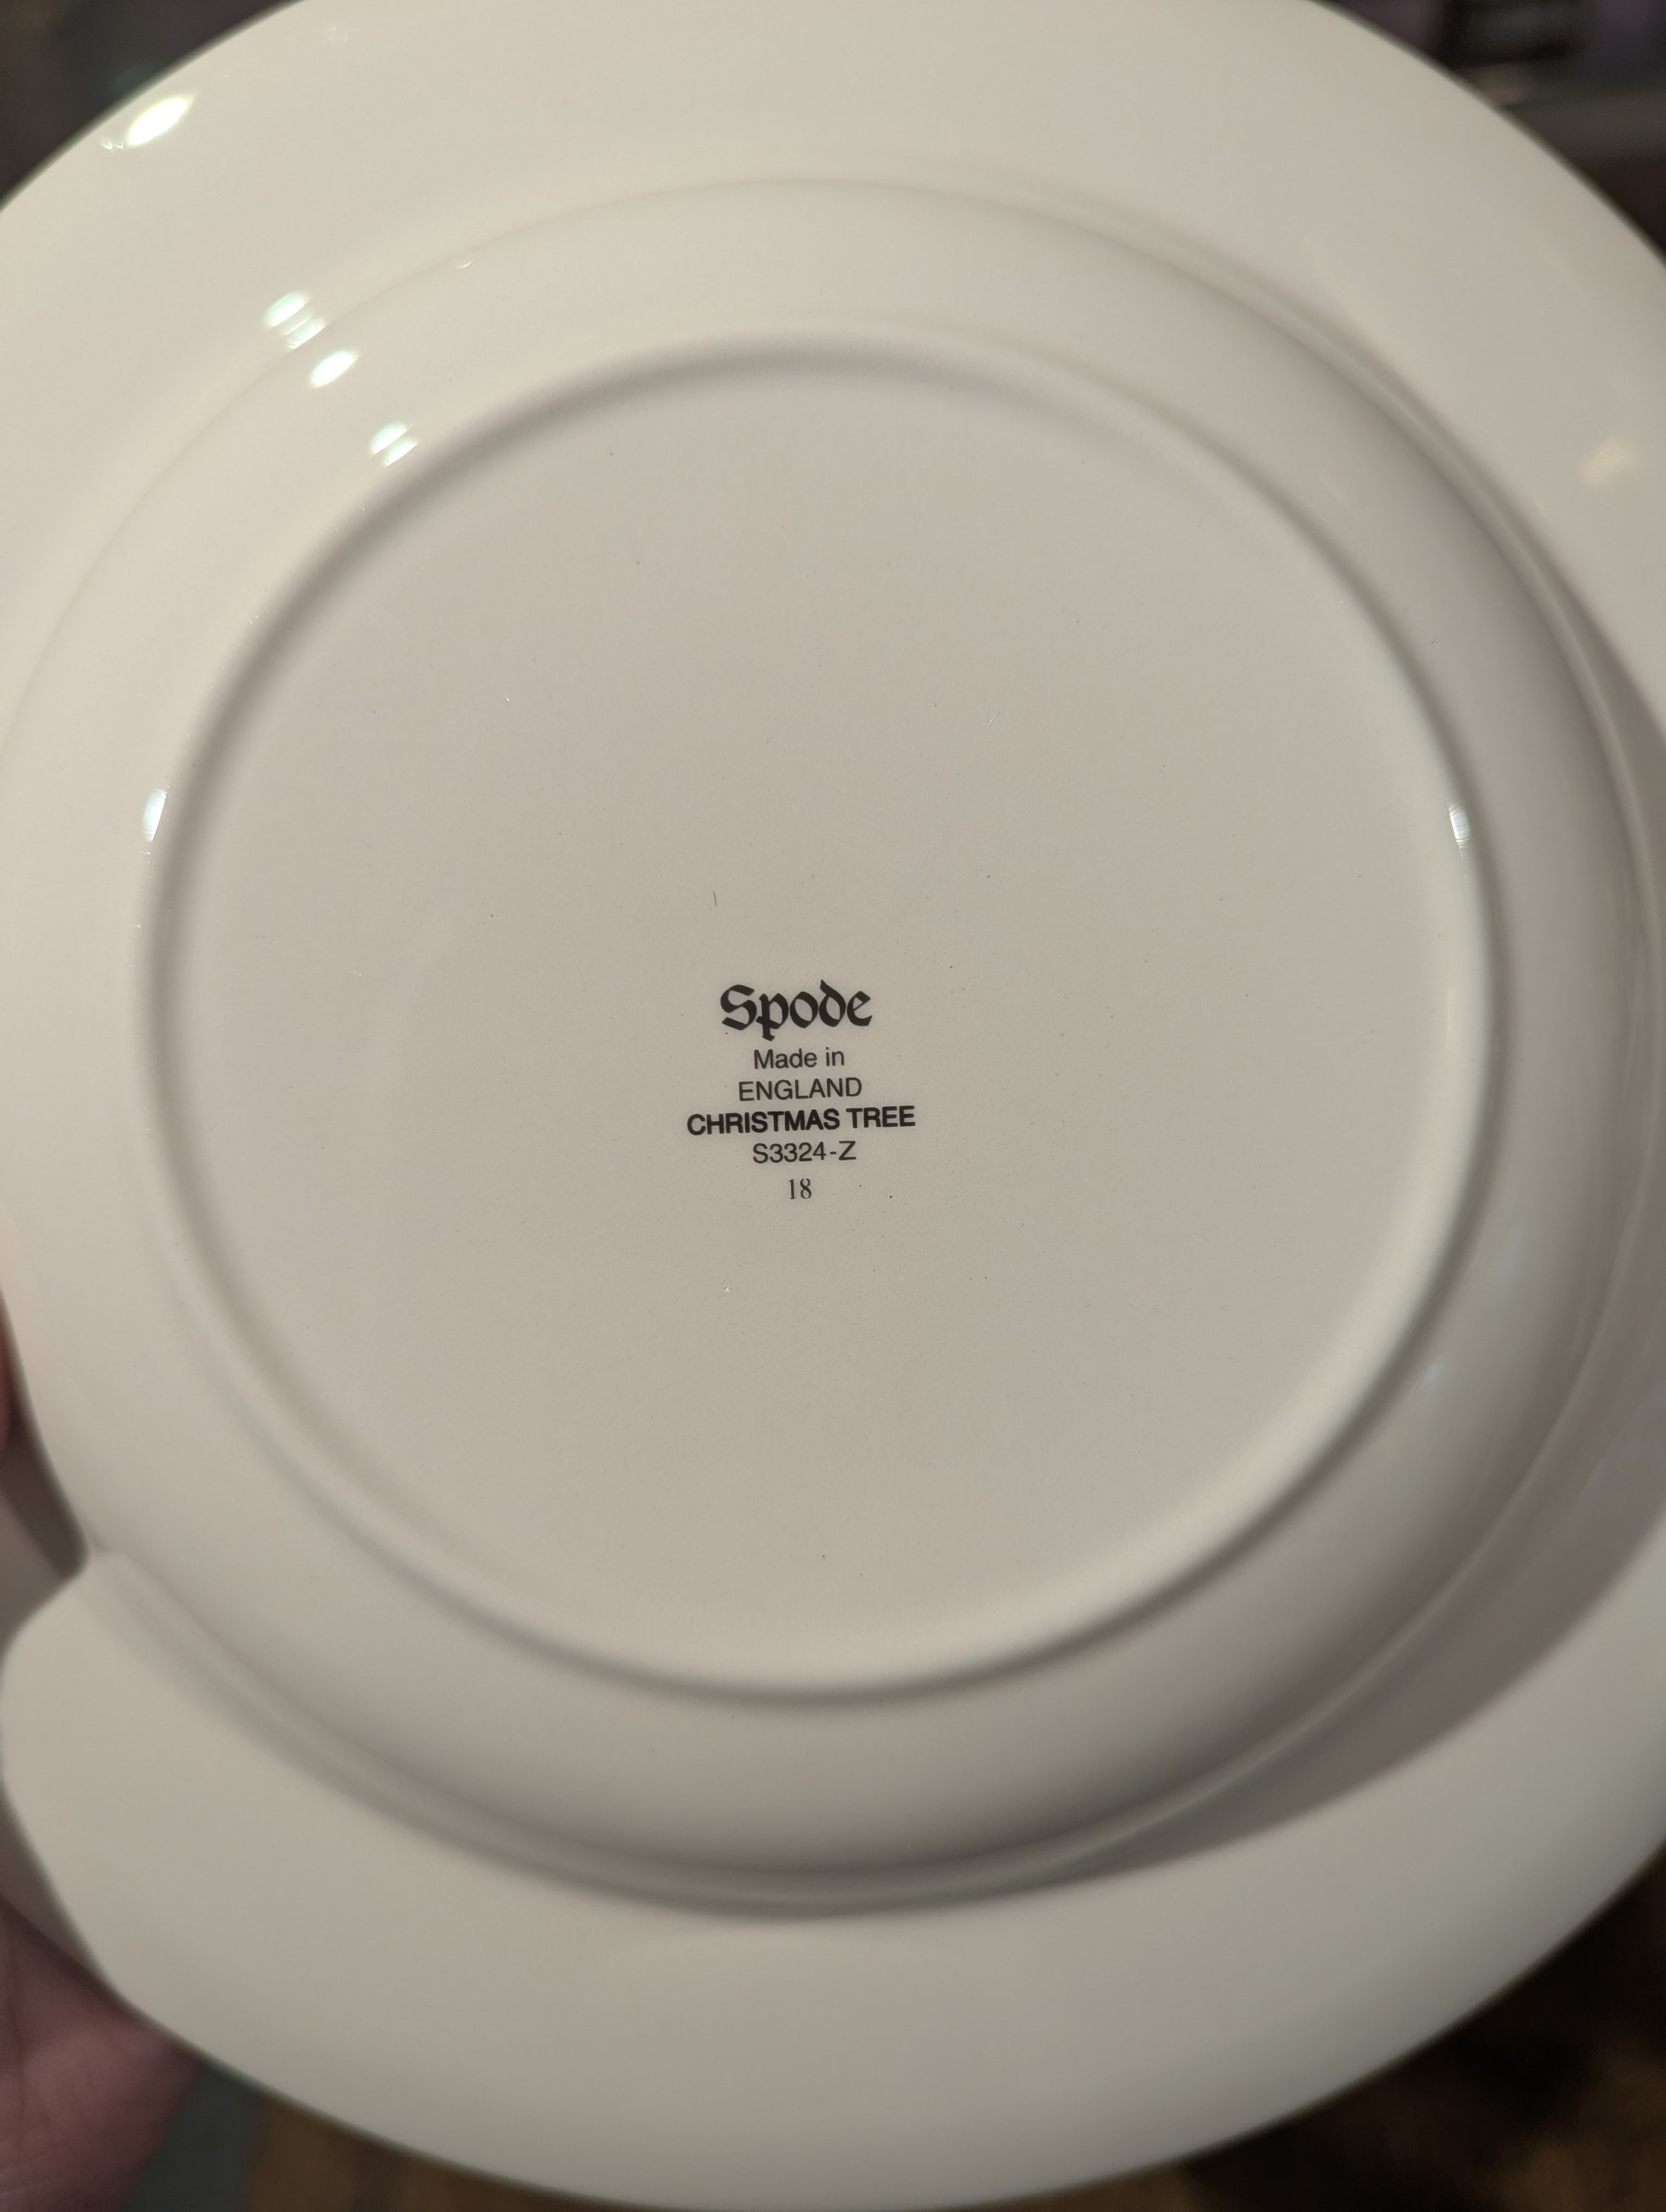 Spode
Made in
ENGLAND
CHRISTMAS TREE
S3324-Z
18